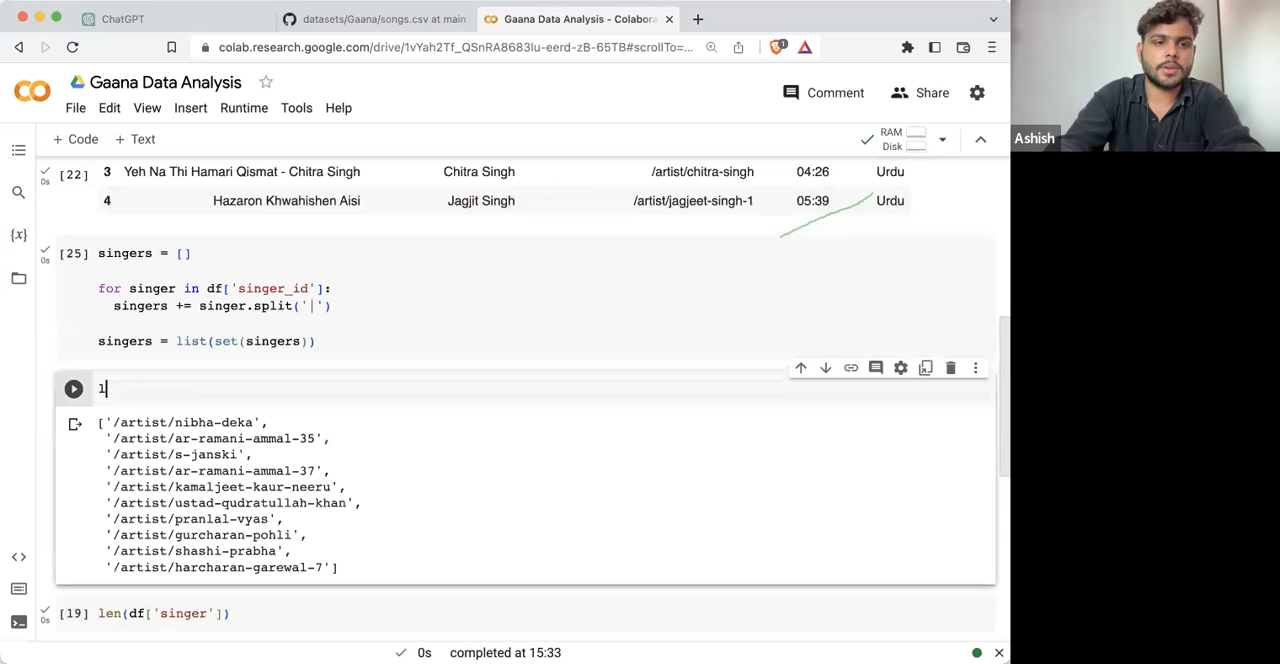 ChatGPT
datasets/Gaana/songs.csv at main
Gaana Data Analysis - Colabora
colab.research.google.com/drive/1vYah2Tf_QSnRA8683lu-eerd-zB-65TB#scrollTo=...
1
Gaana Data Analysis
Comment
Share
File Edit View Insert Runtime Tools Help
+ Code + Text
RAM
Disk
Ashish
[22] 3 Yeh Na Thi Hamari Qismat - Chitra Singh Chitra Singh /artist/chitra-singh 04:26 Urdu
0s
4 Hazaron Khwahishen Aisi Jagjit Singh /artist/jagjeet-singh-1 05:39 Urdu
{x}
[25] singers = []
0s
for singer in df['singer_id']:
singers += singer.split('|')
singers = list(set(singers))
l
['/artist/nibha-deka',
'/artist/ar-ramani-ammal-35',
'/artist/s-janski',
'/artist/ar-ramani-ammal-37',
'/artist/kamaljeet-kaur-neeru',
'/artist/ustad-qudratullah-khan',
'/artist/pranlal-vyas',
'/artist/gurcharan-pohli',
'/artist/shashi-prabha',
'/artist/harcharan-garewal-7']
[19] len(df['singer'])
0s
0s completed at 15:33